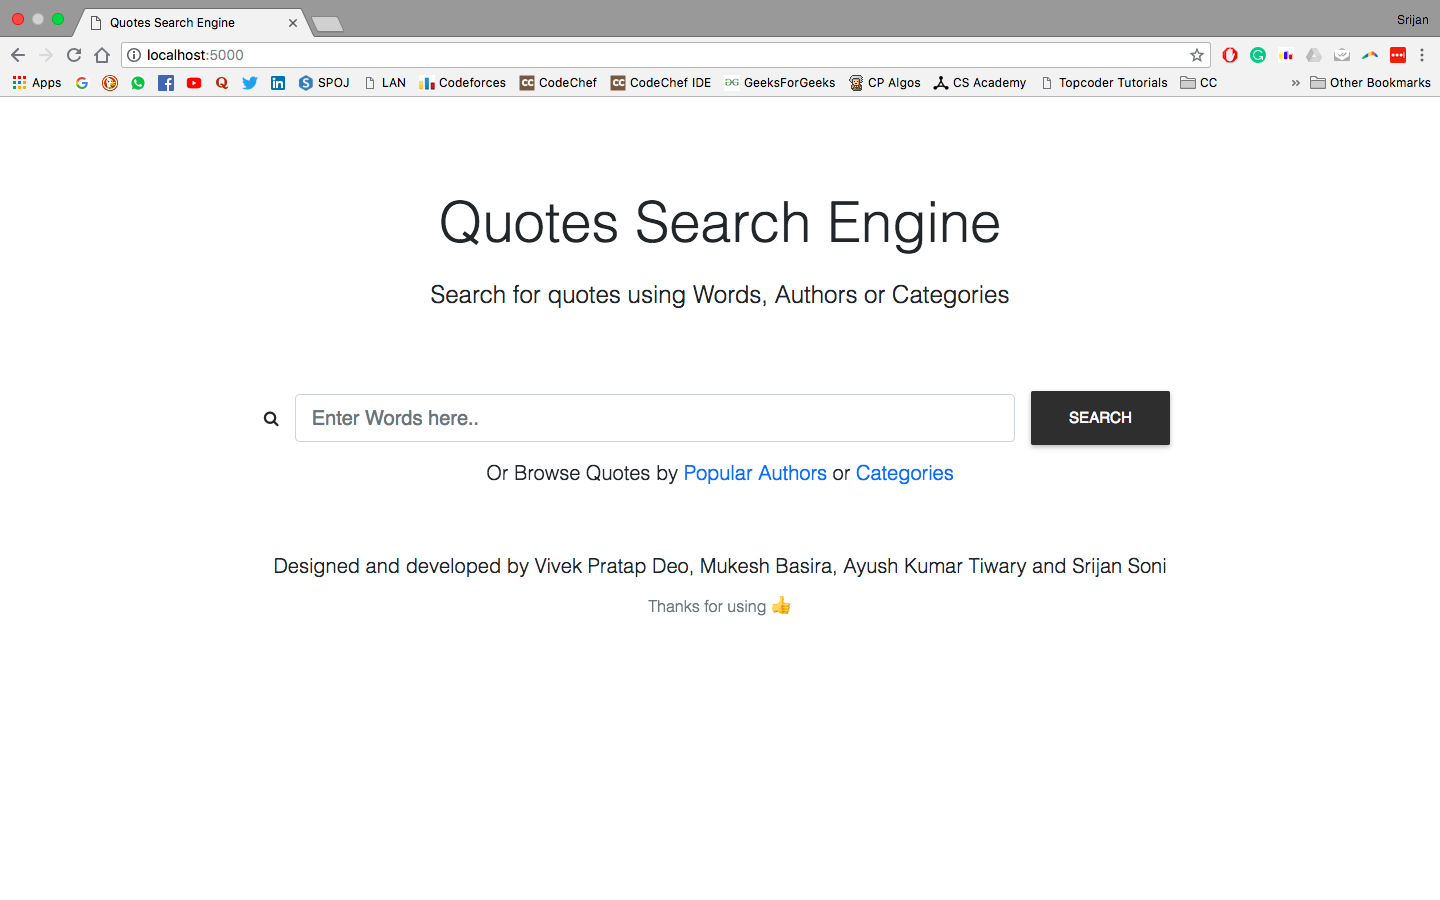 Quotes Search Engine
Srijan
localhost:5000
Apps SPOJ LAN Codeforces CodeChef CodeChef IDE GeeksForGeeks CP Algos CS Academy Topcoder Tutorials CC » Other Bookmarks
Quotes Search Engine
Search for quotes using Words, Authors or Categories
Enter Words here..
SEARCH
Or Browse Quotes by Popular Authors or Categories
Designed and developed by Vivek Pratap Deo, Mukesh Basira, Ayush Kumar Tiwary and Srijan Soni
Thanks for using 👍